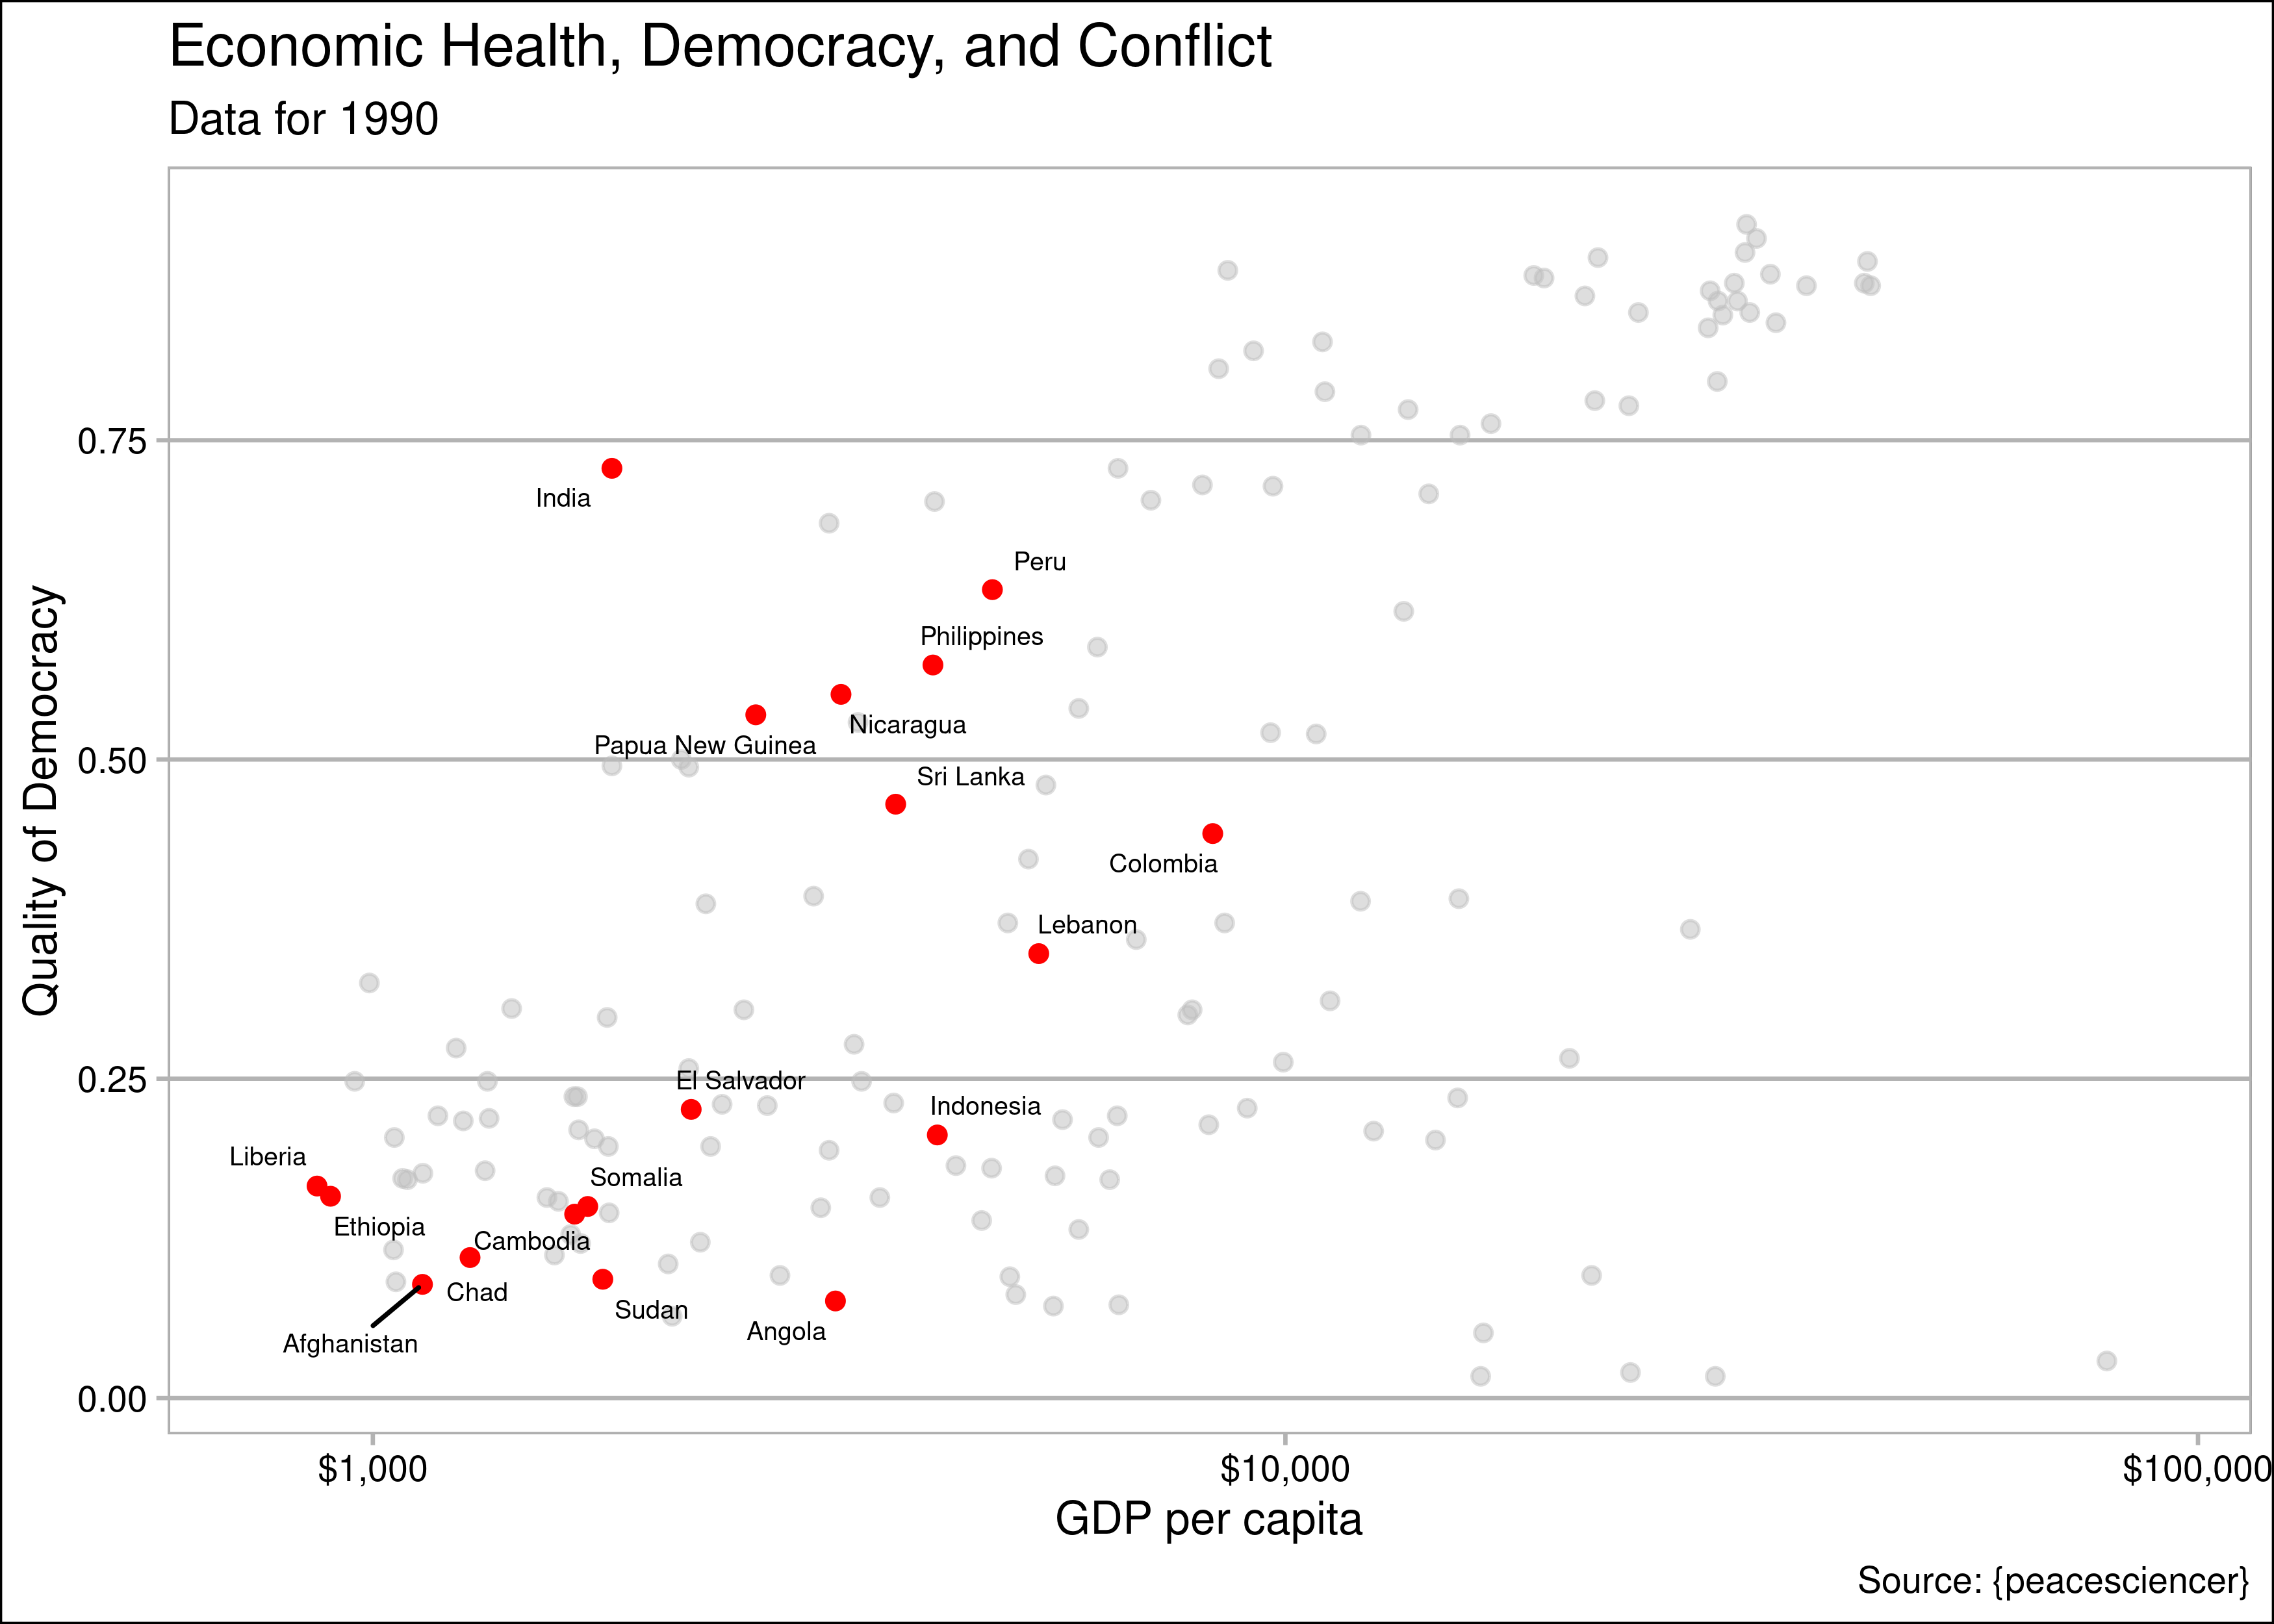 Economic Health, Democracy, and Conflict
Data for 1990
Quality of Democracy
0.75
0.50
0.25
0.00
India
Peru
Philippines
Nicaragua
Papua New Guinea
Sri Lanka
Colombia
Lebanon
El Salvador
Indonesia
Liberia
Somalia
Ethiopia
Cambodia
Chad
Sudan
Angola
Afghanistan
$1,000
$10,000
$100,000
GDP per capita
Source: {peacesciencer}